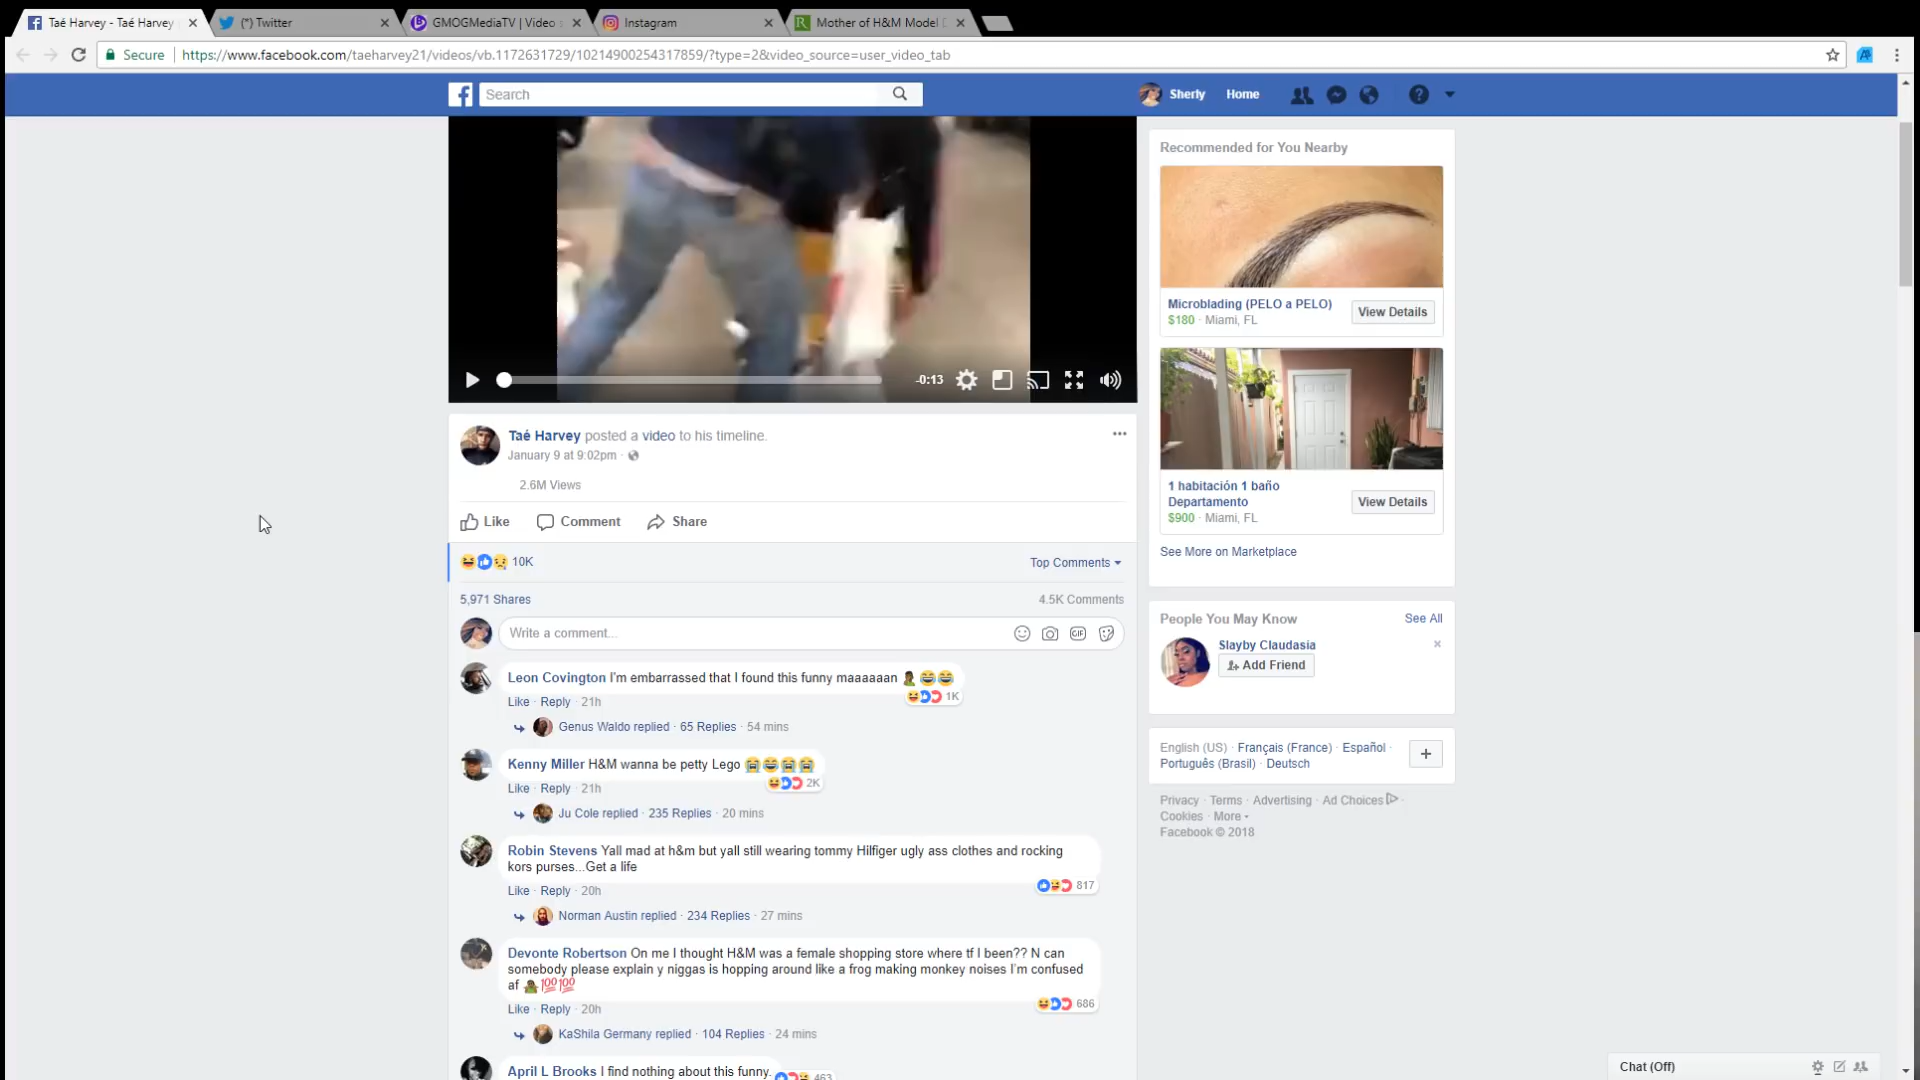 Taé Harvey - Taé Harvey
(*) Twitter
GMOGMediaTV | Video
Instagram
Mother of H&M Model
Secure
https://www.facebook.com/taeharvey21/videos/vb.1172631729/10214900254317859/?type=2&video_source=user_video_tab
Search
Sherly
Home
-0:13
Taé Harvey posted a video to his timeline.
January 9 at 9:02pm ·
2.6M Views
Like
Comment
Share
10K
Top Comments
5,971 Shares
4.5K Comments
Write a comment...
GIF
Leon Covington I'm embarrassed that I found this funny maaaaaan 🤦🏿‍♂️😂😂
1K
Like · Reply · 21h
Genus Waldo replied · 65 Replies · 54 mins
Kenny Miller H&M wanna be petty Lego 😭😂😭😭
2K
Like · Reply · 21h
Ju Cole replied · 235 Replies · 20 mins
Robin Stevens Yall mad at h&m but yall still wearing tommy Hilfiger ugly ass clothes and rocking
kors purses...Get a life
817
Like · Reply · 20h
Norman Austin replied · 234 Replies · 27 mins
Devonte Robertson On me I thought H&M was a female shopping store where tf I been?? N can
somebody please explain y niggas is hopping around like a frog making monkey noises I'm confused
af 🤷🏿‍♂️💯💯
686
Like · Reply · 20h
KaShila Germany replied · 104 Replies · 24 mins
April L Brooks I find nothing about this funny.
463
Recommended for You Nearby
Microblading (PELO a PELO)
$180 · Miami, FL
View Details
1 habitación 1 baño
Departamento
$900 · Miami, FL
View Details
See More on Marketplace
People You May Know
See All
Slayby Claudasia
Add Friend
English (US) · Français (France) · Español ·
Português (Brasil) · Deutsch
Privacy · Terms · Advertising · Ad Choices ·
Cookies · More
Facebook © 2018
Chat (Off)